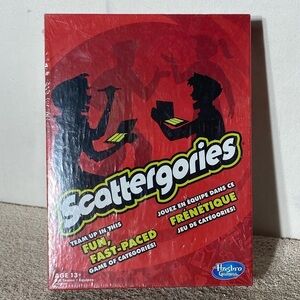 Scattergories
TEAM UP IN THIS
FUN,
FAST-PACED
GAME OF CATEGORIES!
JOUEZ EN ÉQUIPE DANS CE
FRÉNÉTIQUE
JEU DE CATÉGORIES!
AGE 13+
Hasbro
Gaming